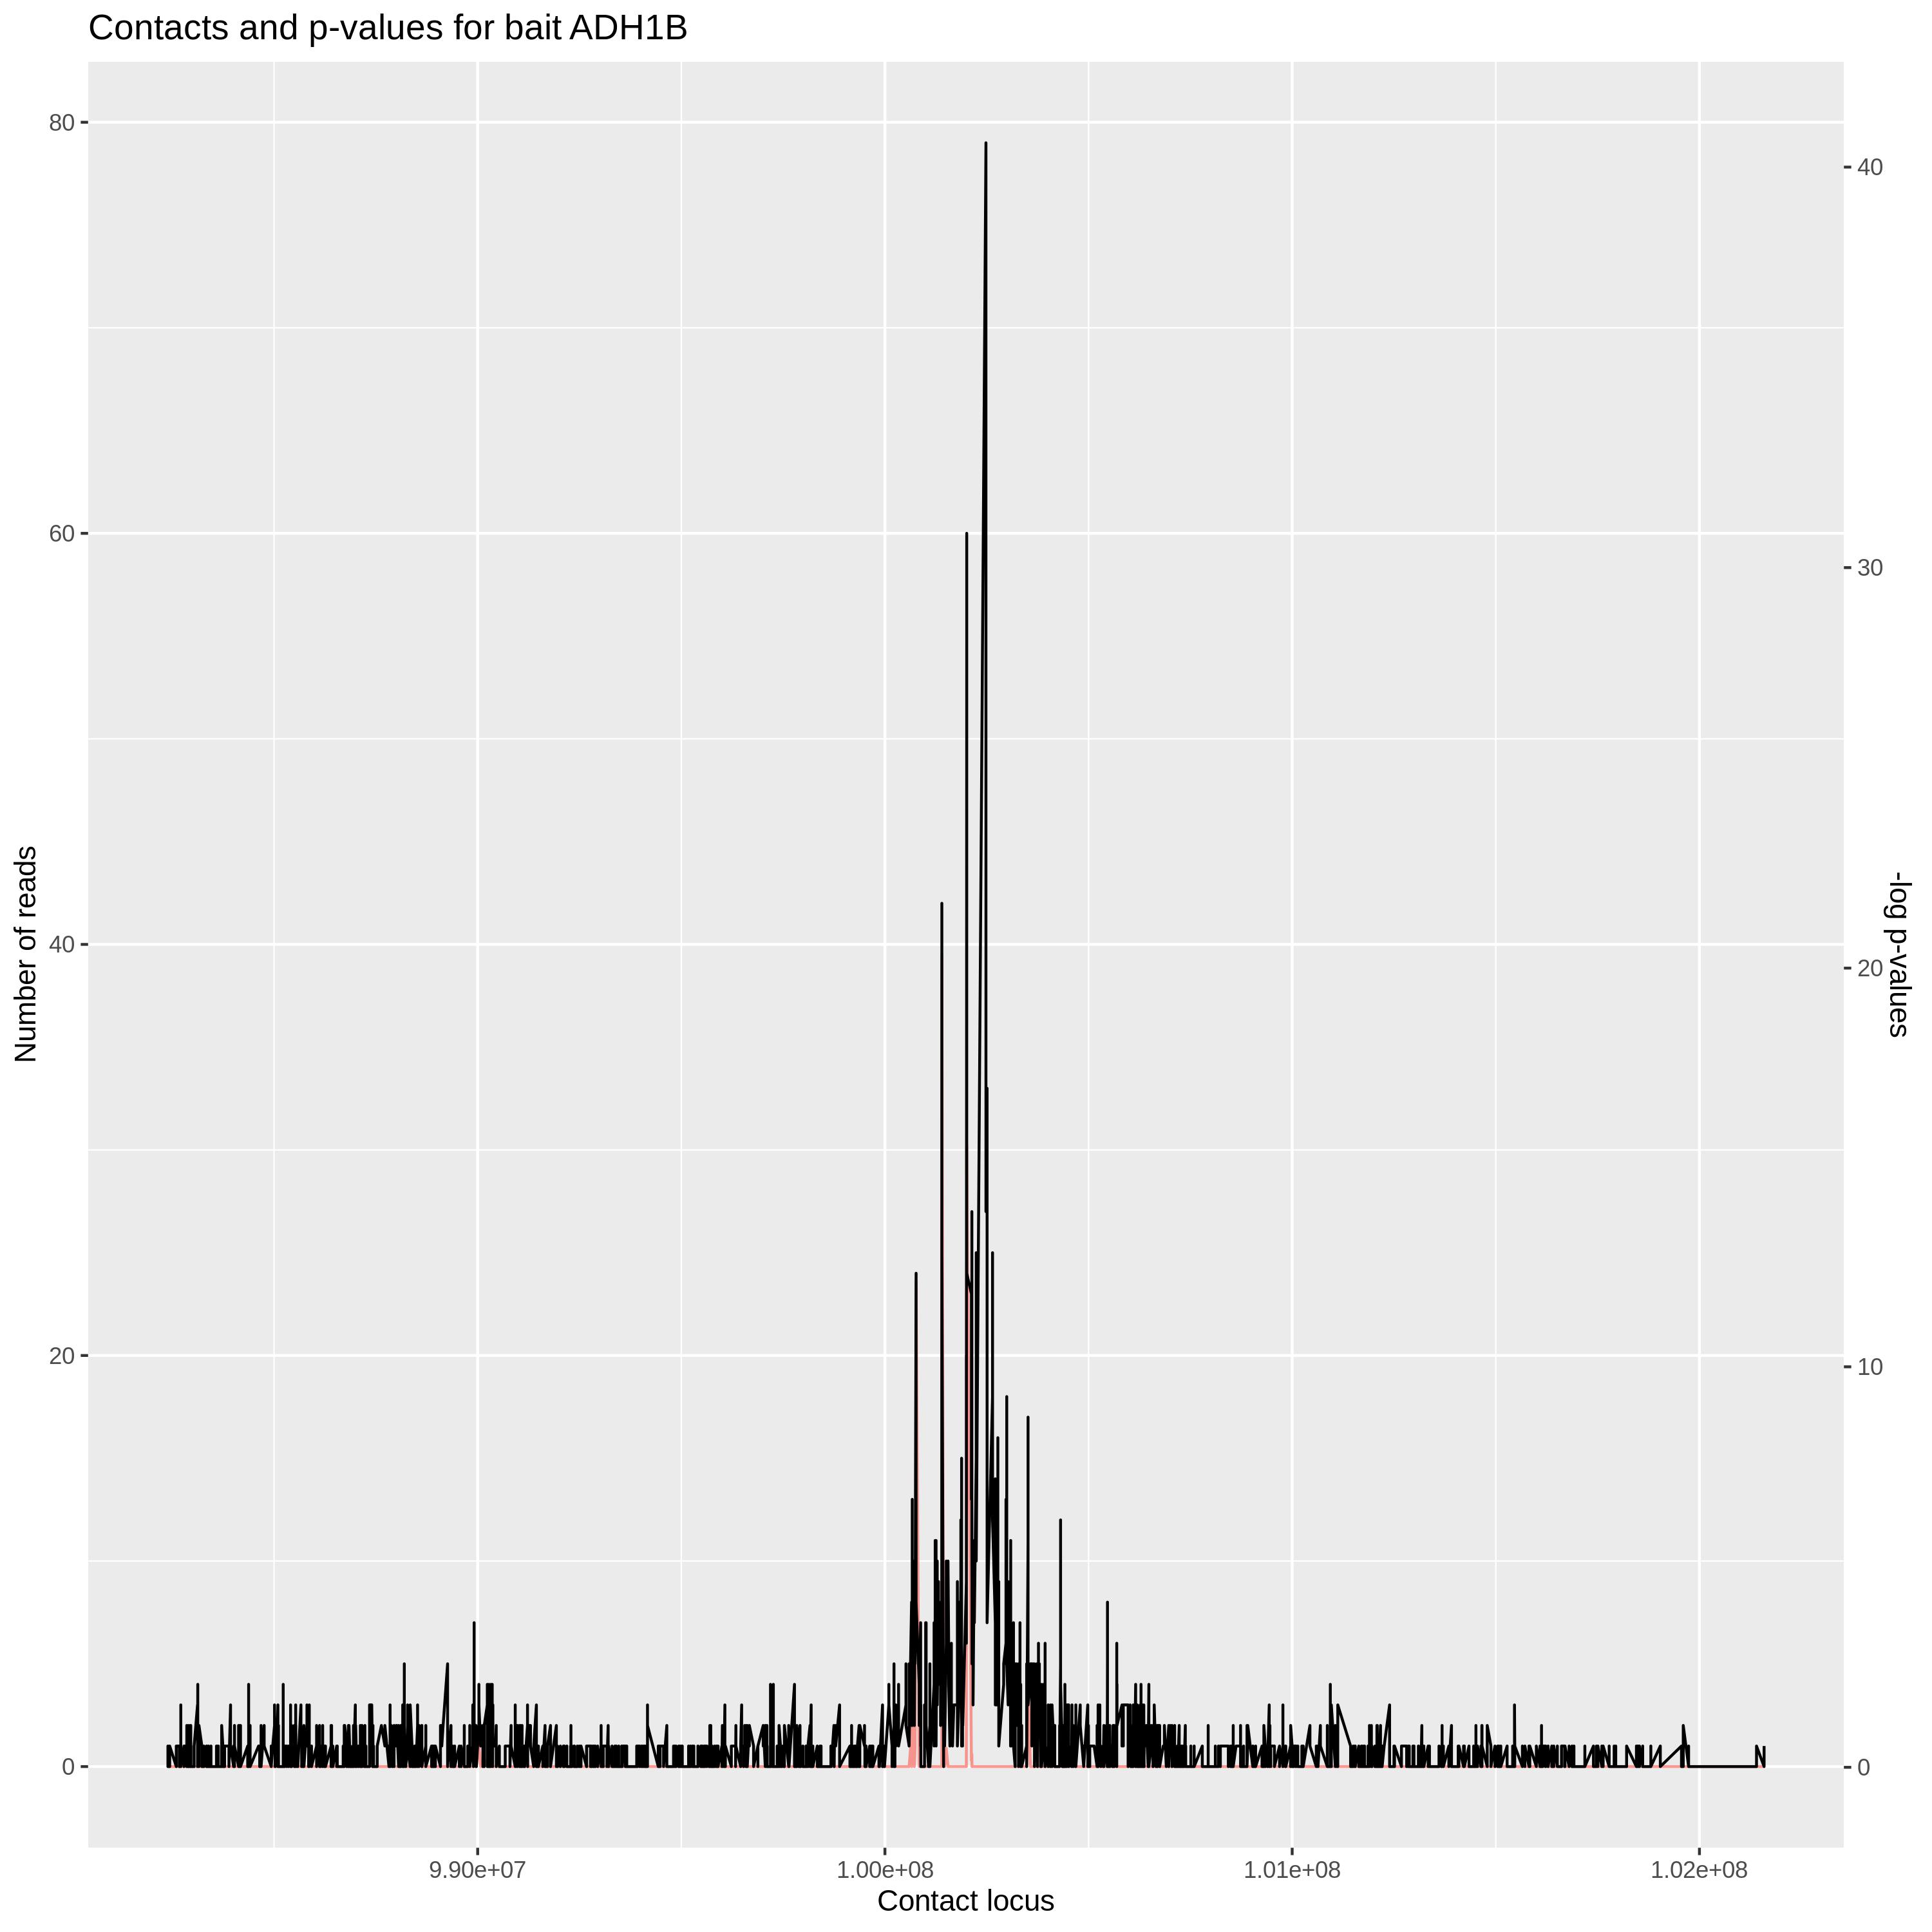 Contacts and p-values for bait ADH1B
80
60
40
20
0
Number of reads
40
30
20
10
0
-log p-values
9.90e+07
1.00e+08
1.01e+08
1.02e+08
Contact locus